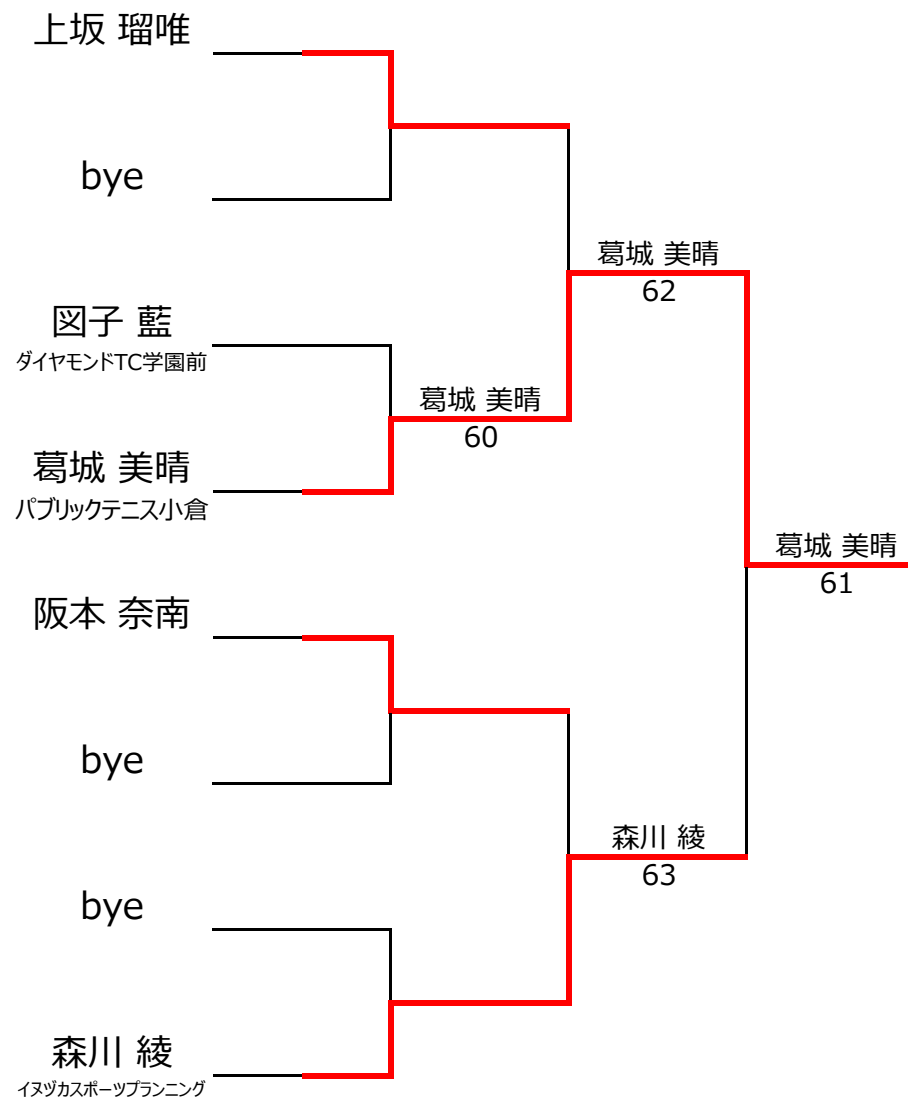 上坂 瑠唯
bye
図子 藍
ダイヤモンドTC学園前
葛城 美晴
パブリックテニス小倉
阪本 奈南
bye
bye
森川 綾
イヌヅカスポーツプランニング
葛城 美晴
60
葛城 美晴
62
森川 綾
63
葛城 美晴
61